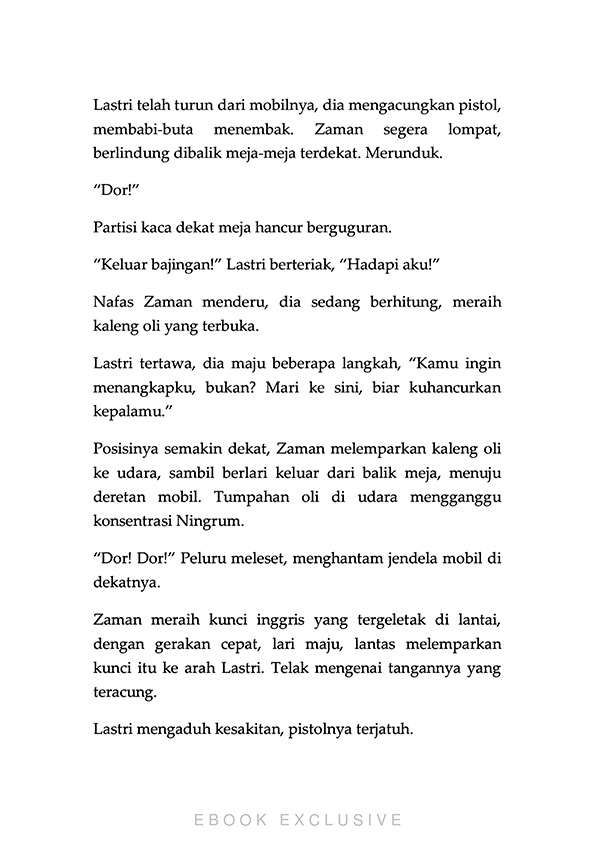 Lastri telah turun dari mobilnya, dia mengacungkan pistol,
membabi-buta menembak. Zaman segera lompat,
berlindung dibalik meja-meja terdekat. Merunduk.
“Dor!”
Partisi kaca dekat meja hancur berguguran.
“Keluar bajingan!” Lastri berteriak, “Hadapi aku!”
Nafas Zaman menderu, dia sedang berhitung, meraih
kaleng oli yang terbuka.
Lastri tertawa, dia maju beberapa langkah, “Kamu ingin
menangkapku, bukan? Mari ke sini, biar kuhancurkan
kepalamu.”
Posisinya semakin dekat, Zaman melemparkan kaleng oli
ke udara, sambil berlari keluar dari balik meja, menuju
deretan mobil. Tumpahan oli di udara mengganggu
konsentrasi Ningrum.
“Dor! Dor!” Peluru meleset, menghantam jendela mobil di
dekatnya.
Zaman meraih kunci inggris yang tergeletak di lantai,
dengan gerakan cepat, lari maju, lantas melemparkan
kunci itu ke arah Lastri. Telak mengenai tangannya yang
teracung.
Lastri mengaduh kesakitan, pistolnya terjatuh.
EBOOK EXCLUSIVE